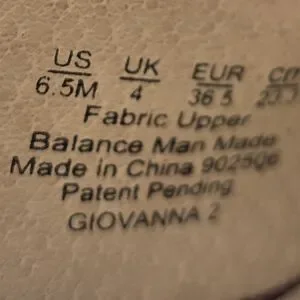 US UK EUR cm
6.5M 4 36 5
Fabric Upper
Balance Man Made
Made in China
Patent Pending
GIOVANNA 2